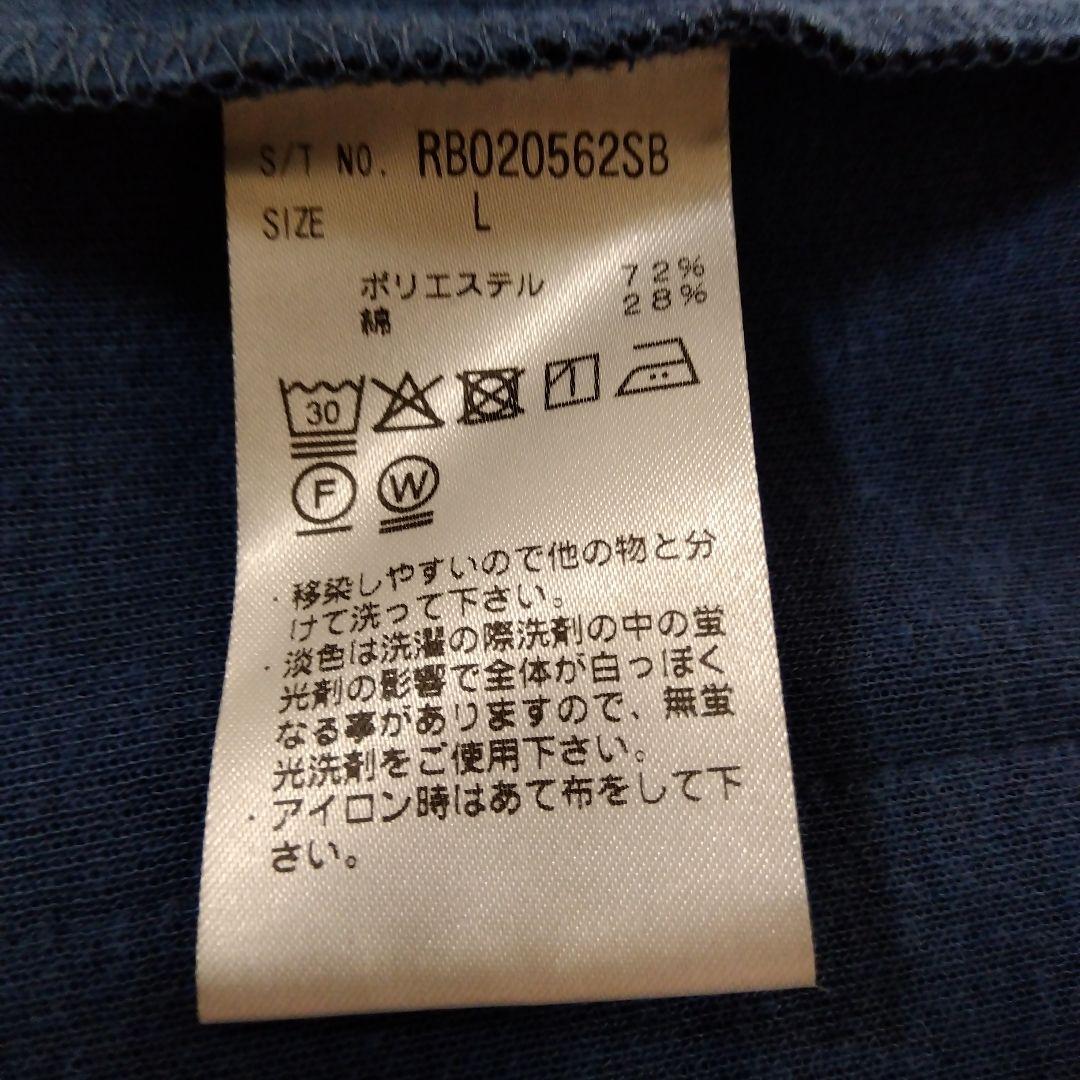 S/T NO. RB020562SB
SIZE L
ポリエステル 72%
綿 28%
30
F W
・移染しやすいので他の物と分
けて洗って下さい。
・淡色は洗濯の際洗剤の中の蛍
光剤の影響で全体が白っぽく
なる事がありますので、無蛍
光洗剤をご使用下さい。
・アイロン時はあて布をして下
さい。